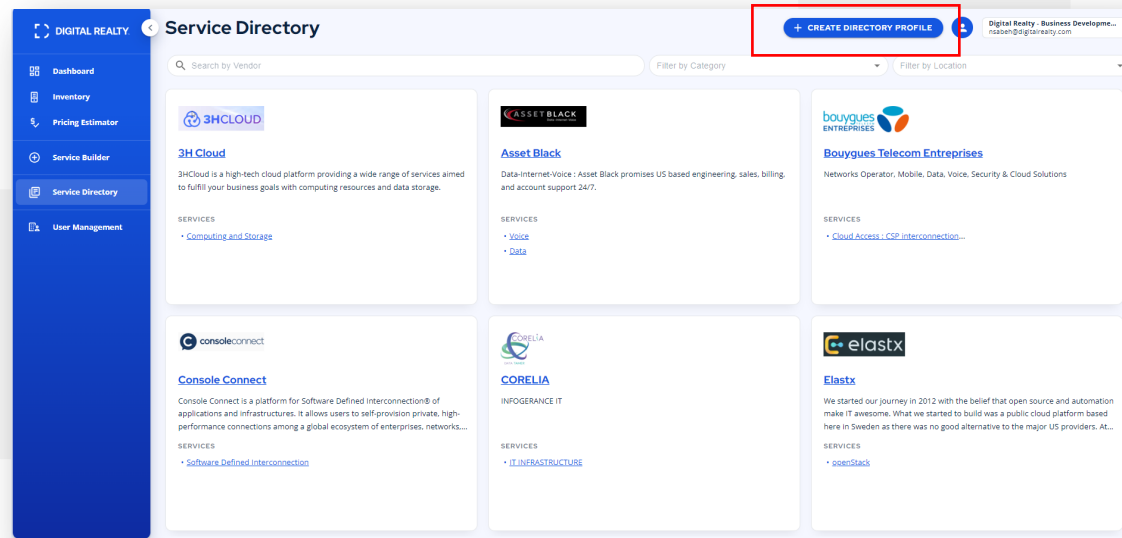 DIGITAL REALTY.
Service Directory
+ CREATE DIRECTORY PROFILE
Digital Realty - Business Developme...
nsabeh@digitalrealty.com
Search by Vendor
Filter by Category
Filter by Location
Dashboard
Inventory
Pricing Estimator
Service Builder
Service Directory
User Management
3HCLOUD
3H Cloud
3HCloud is a high-tech cloud platform providing a wide range of services aimed
to fulfill your business goals with computing resources and data storage.
SERVICES
• Computing and Storage
ASSET BLACK
Asset Black
Data-Internet-Voice : Asset Black promises US based engineering, sales, billing,
and account support 24/7.
SERVICES
• Voice
• Data
bouygues
ENTREPRISES
Bouygues Telecom Entreprises
Networks Operator, Mobile, Data, Voice, Security & Cloud Solutions
SERVICES
• Cloud Access : CSP interconnection...
consoleconnect
Console Connect
Console Connect is a platform for Software Defined Interconnection® of
applications and infrastructures. It allows users to self-provision private, high-
performance connections among a global ecosystem of enterprises, networks,...
SERVICES
• Software Defined Interconnection
CORELIA
CORELIA
INFOGERANCE IT
SERVICES
• IT INFRASTRUCTURE
elastx
Elastx
We started our journey in 2012 with the belief that open source and automation
make IT awesome. What we started to build was a public cloud platform based
here in Sweden as there was no good alternative to the major US providers. At...
SERVICES
• openStack